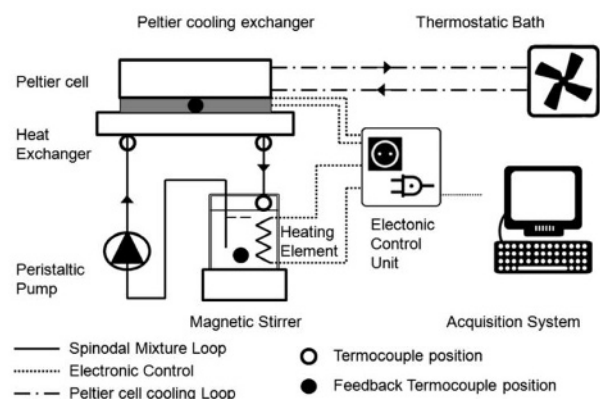 Peltier cooling exchanger
Thermostatic Bath
Peltier cell
Heat
Exchanger
Heating
Element
Electonic
Control
Unit
Peristaltic
Pump
Magnetic Stirrer
Acquisition System
Spinodal Mixture Loop
Termocouple position
Electronic Control
Feedback Termocouple position
Peltier cell cooling Loop